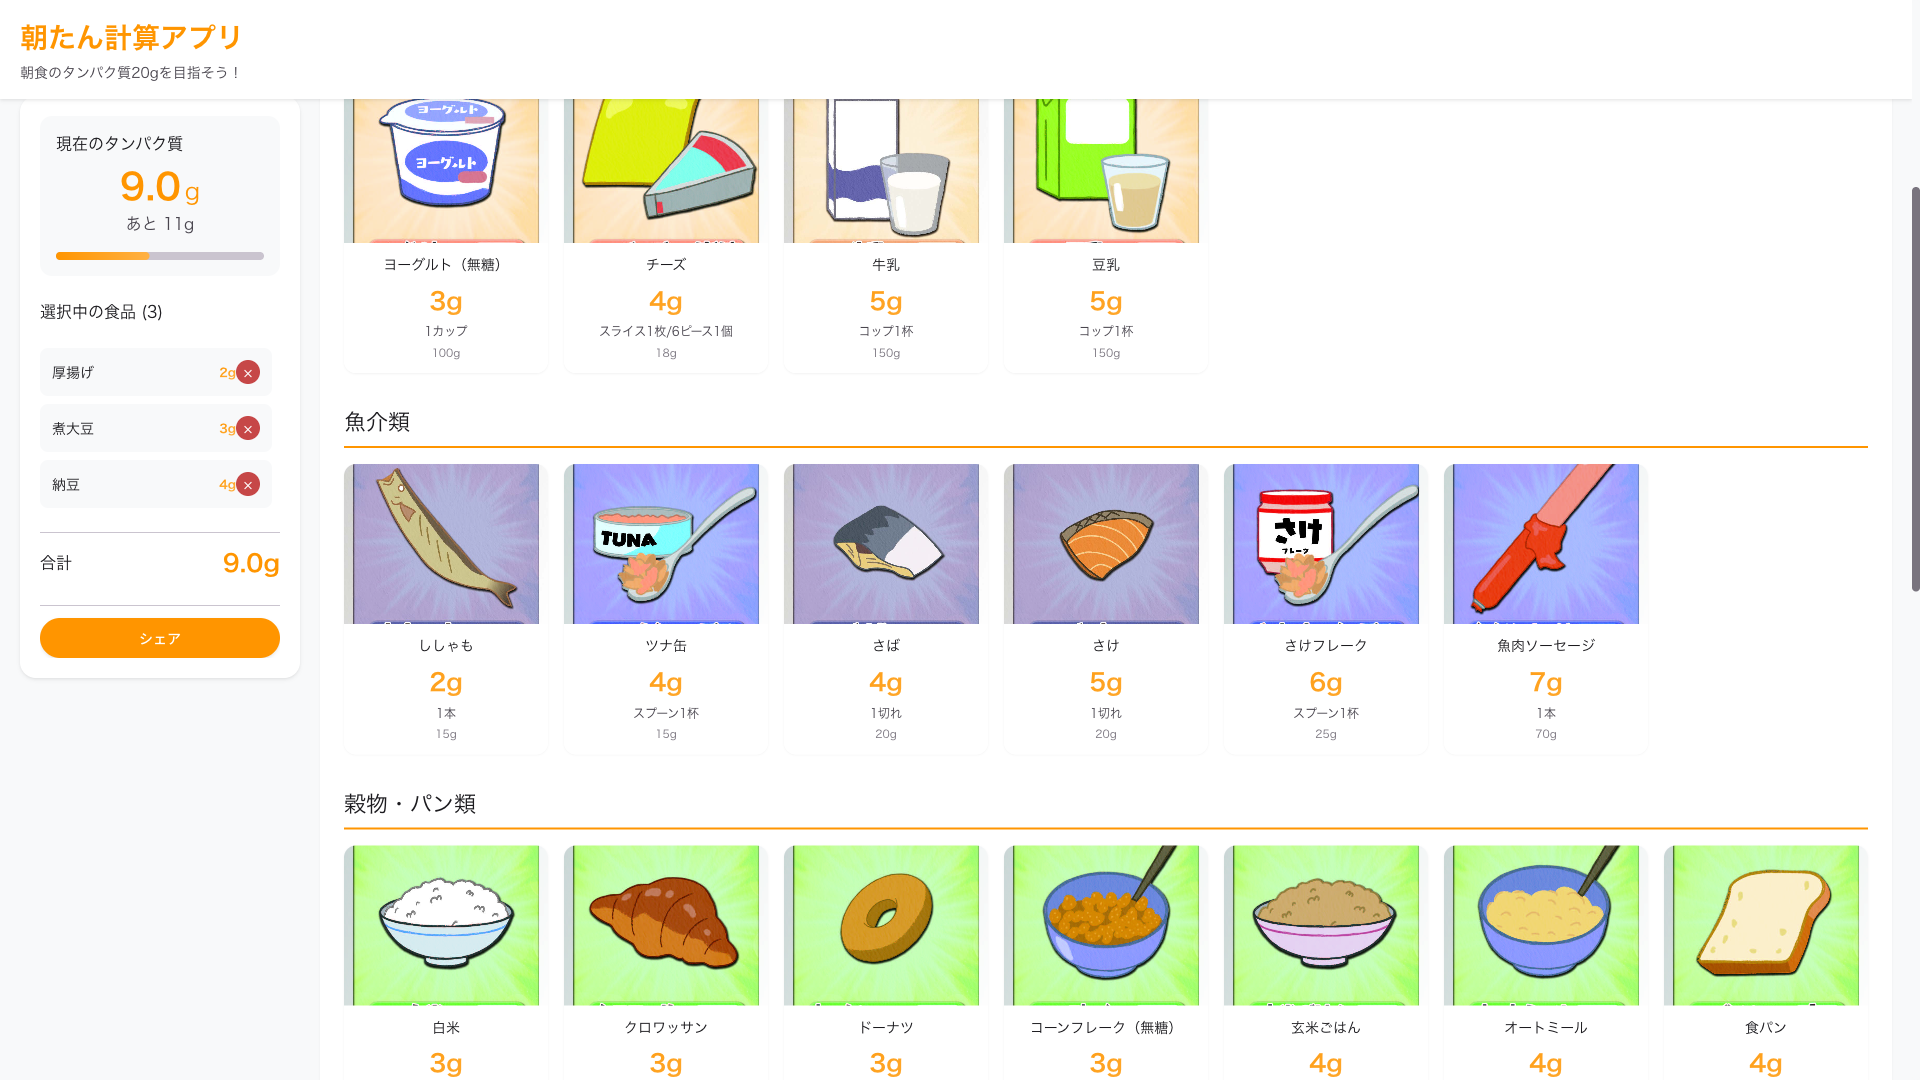 朝たん計算アプリ
朝食のタンパク質20gを目指そう！
現在のタンパク質
9.0g
あと 11g
選択中の食品 (3)
厚揚げ 2g ×
煮大豆 3g ×
納豆 4g ×
合計 9.0g
シェア
ヨーグルト
ヨーグルト
ヨーグルト（無糖）
3g
1カップ
100g
チーズ
4g
スライス1枚/6ピース1個
18g
牛乳
5g
コップ1杯
150g
豆乳
5g
コップ1杯
150g
魚介類
ししゃも
2g
1本
15g
TUNA
ツナ缶
4g
スプーン1杯
15g
さば
4g
1切れ
20g
さけ
5g
1切れ
20g
さけ
フレーク
さけフレーク
6g
スプーン1杯
25g
魚肉ソーセージ
7g
1本
70g
穀物・パン類
白米
3g
クロワッサン
3g
ドーナツ
3g
コーンフレーク（無糖）
3g
玄米ごはん
4g
オートミール
4g
食パン
4g